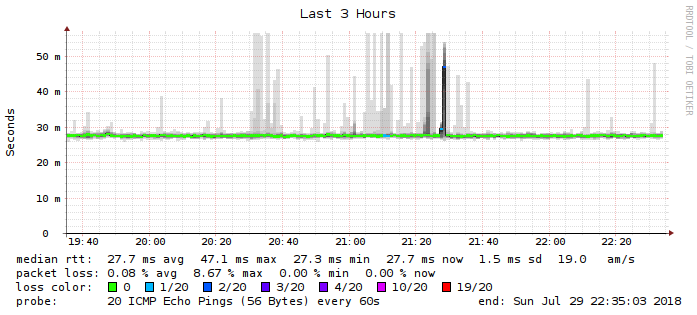 Last 3 Hours
RRDTOOL / TOBI OETIKER
Seconds
50 m
40 m
30 m
20 m
10 m
0
19:40 20:00 20:20 20:40 21:00 21:20 21:40 22:00 22:20
median rtt: 27.7 ms avg 47.1 ms max 27.3 ms min 27.7 ms now 1.5 ms sd 19.0 am/s
packet loss: 0.08 % avg 8.67 % max 0.00 % min 0.00 % now
loss color: 0 1/20 2/20 3/20 4/20 10/20 19/20
probe: 20 ICMP Echo Pings (56 Bytes) every 60s end: Sun Jul 29 22:35:03 2018